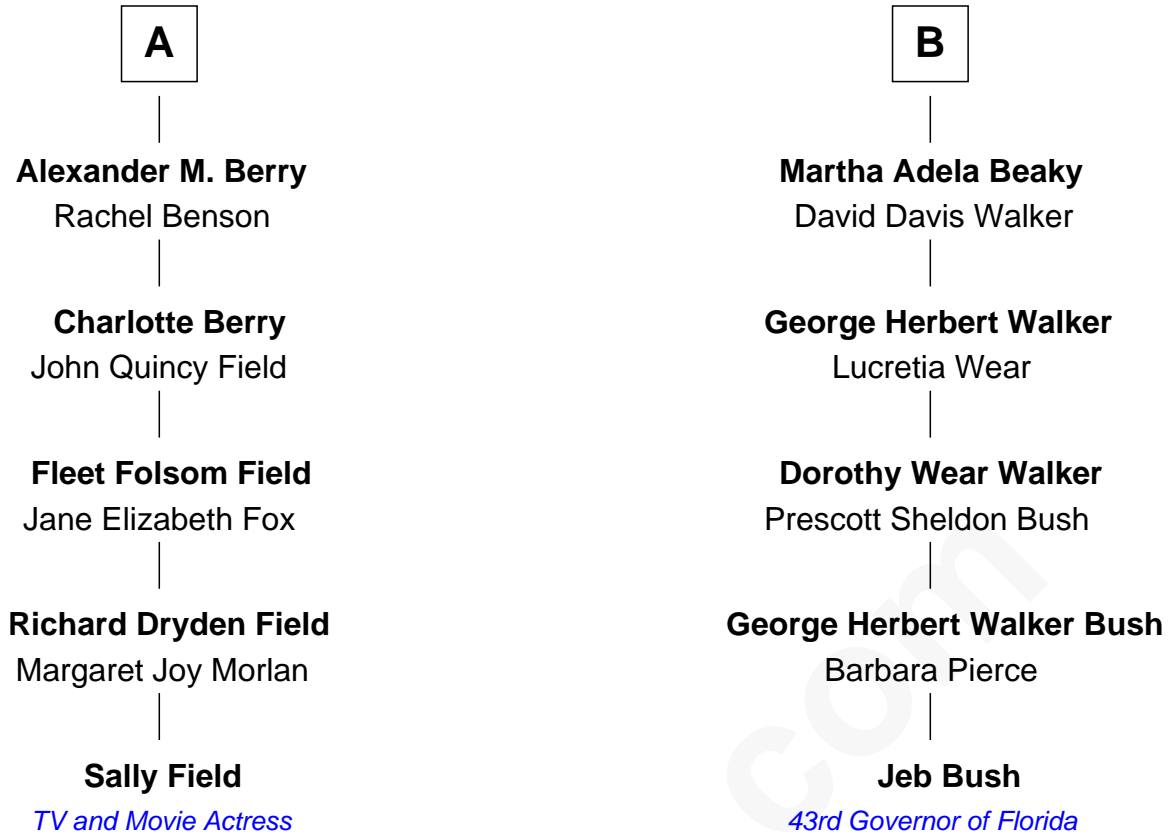 A
Alexander M. Berry
Rachel Benson
Charlotte Berry
John Quincy Field
Fleet Folsom Field
Jane Elizabeth Fox
Richard Dryden Field
Margaret Joy Morlan
Sally Field
TV and Movie Actress
B
Martha Adela Beaky
David Davis Walker
George Herbert Walker
Lucretia Wear
Dorothy Wear Walker
Prescott Sheldon Bush
George Herbert Walker Bush
Barbara Pierce
Jeb Bush
43rd Governor of Florida
com